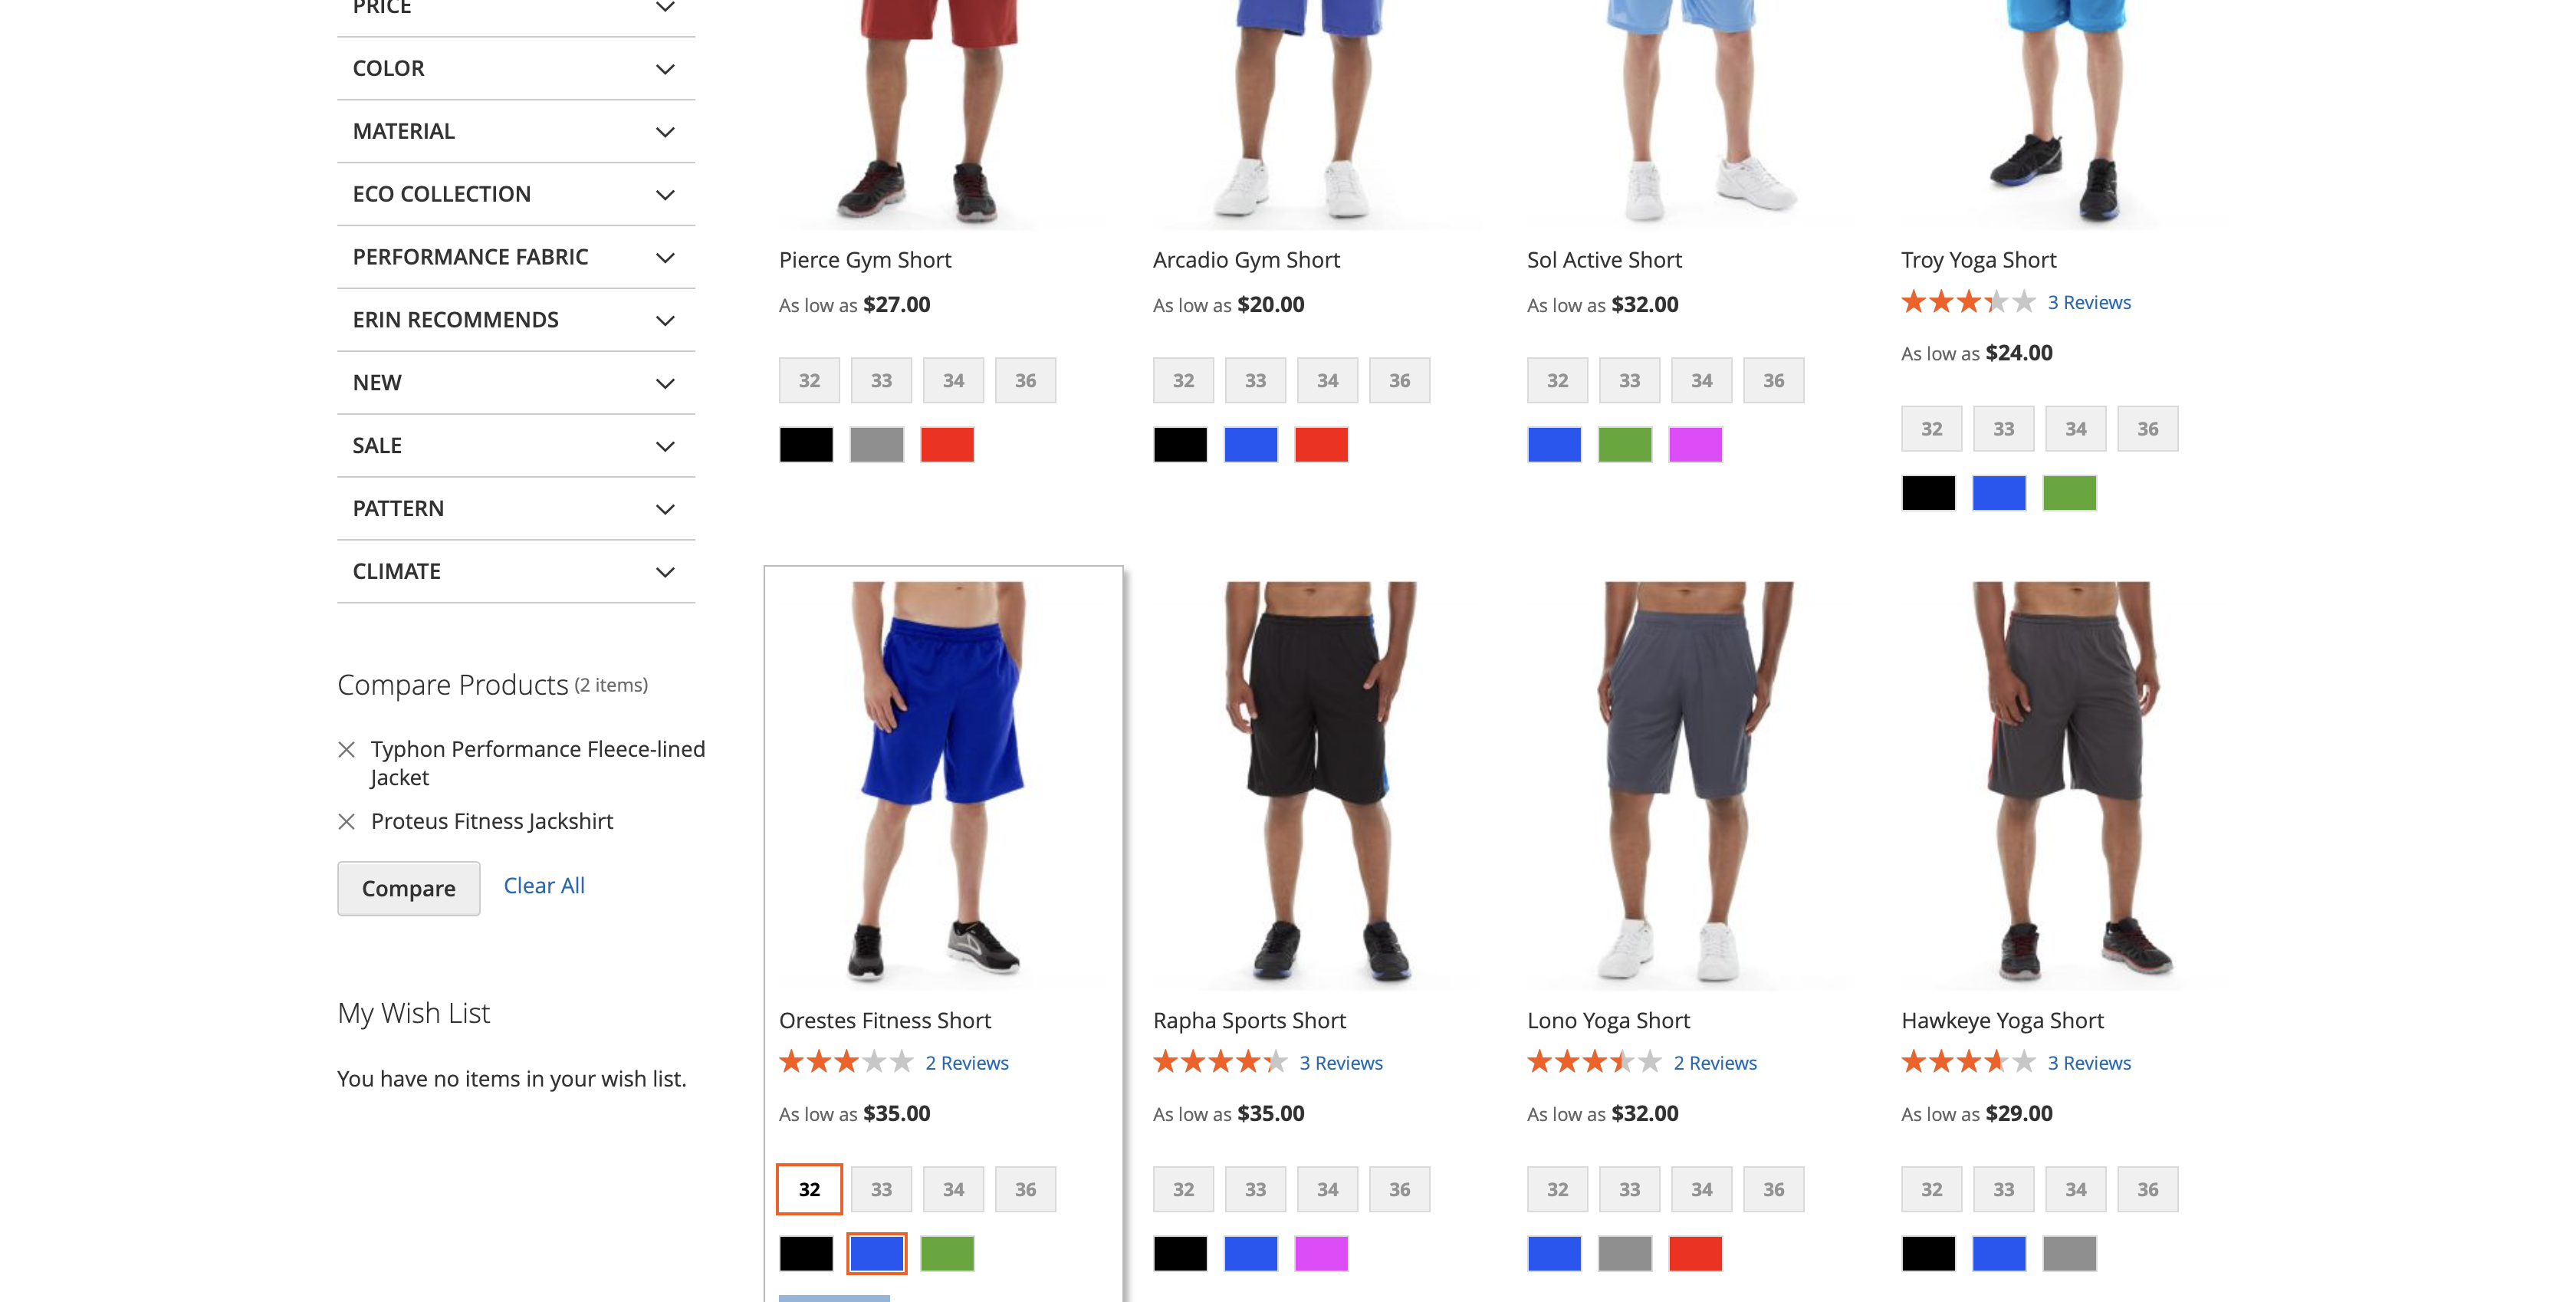 PRICE
COLOR
MATERIAL
ECO COLLECTION
PERFORMANCE FABRIC
ERIN RECOMMENDS
NEW
SALE
PATTERN
CLIMATE
Compare Products (2 items)
Typhon Performance Fleece-lined
Jacket
Proteus Fitness Jackshirt
Compare Clear All
My Wish List
You have no items in your wish list.
Pierce Gym Short
As low as $27.00
32 33 34 36
Arcadio Gym Short
As low as $20.00
32 33 34 36
Sol Active Short
As low as $32.00
32 33 34 36
Troy Yoga Short
3 Reviews
As low as $24.00
32 33 34 36
Orestes Fitness Short
2 Reviews
As low as $35.00
32 33 34 36
Rapha Sports Short
3 Reviews
As low as $35.00
32 33 34 36
Lono Yoga Short
2 Reviews
As low as $32.00
32 33 34 36
Hawkeye Yoga Short
3 Reviews
As low as $29.00
32 33 34 36